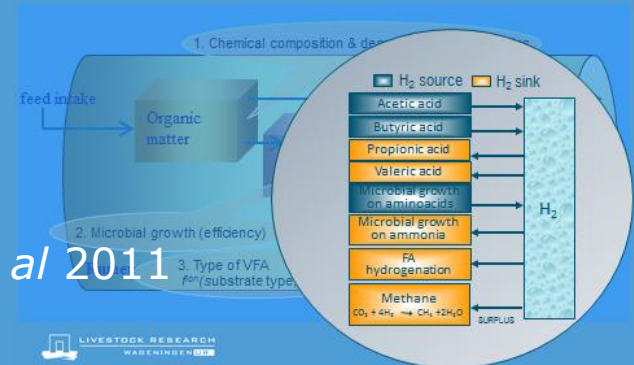 1. Chemical composition & de
feed intake
Organic
matter
2. Microbial growth (efficiency)
al 2011
3. Type of VFA
(substrate type
LIVESTOCK RESEARCH
WAGENINGEN UR
H₂ source
H₂ sink
Acetic acid
Butyric acid
Propionic acid
Valeric acid
Microbial growth
on aminoacids
Microbial growth
on ammonia
FA
hydrogenation
Methane
CO₂ + 4H₂ → CH₄ +2H₂O
SURPLUS
H₂